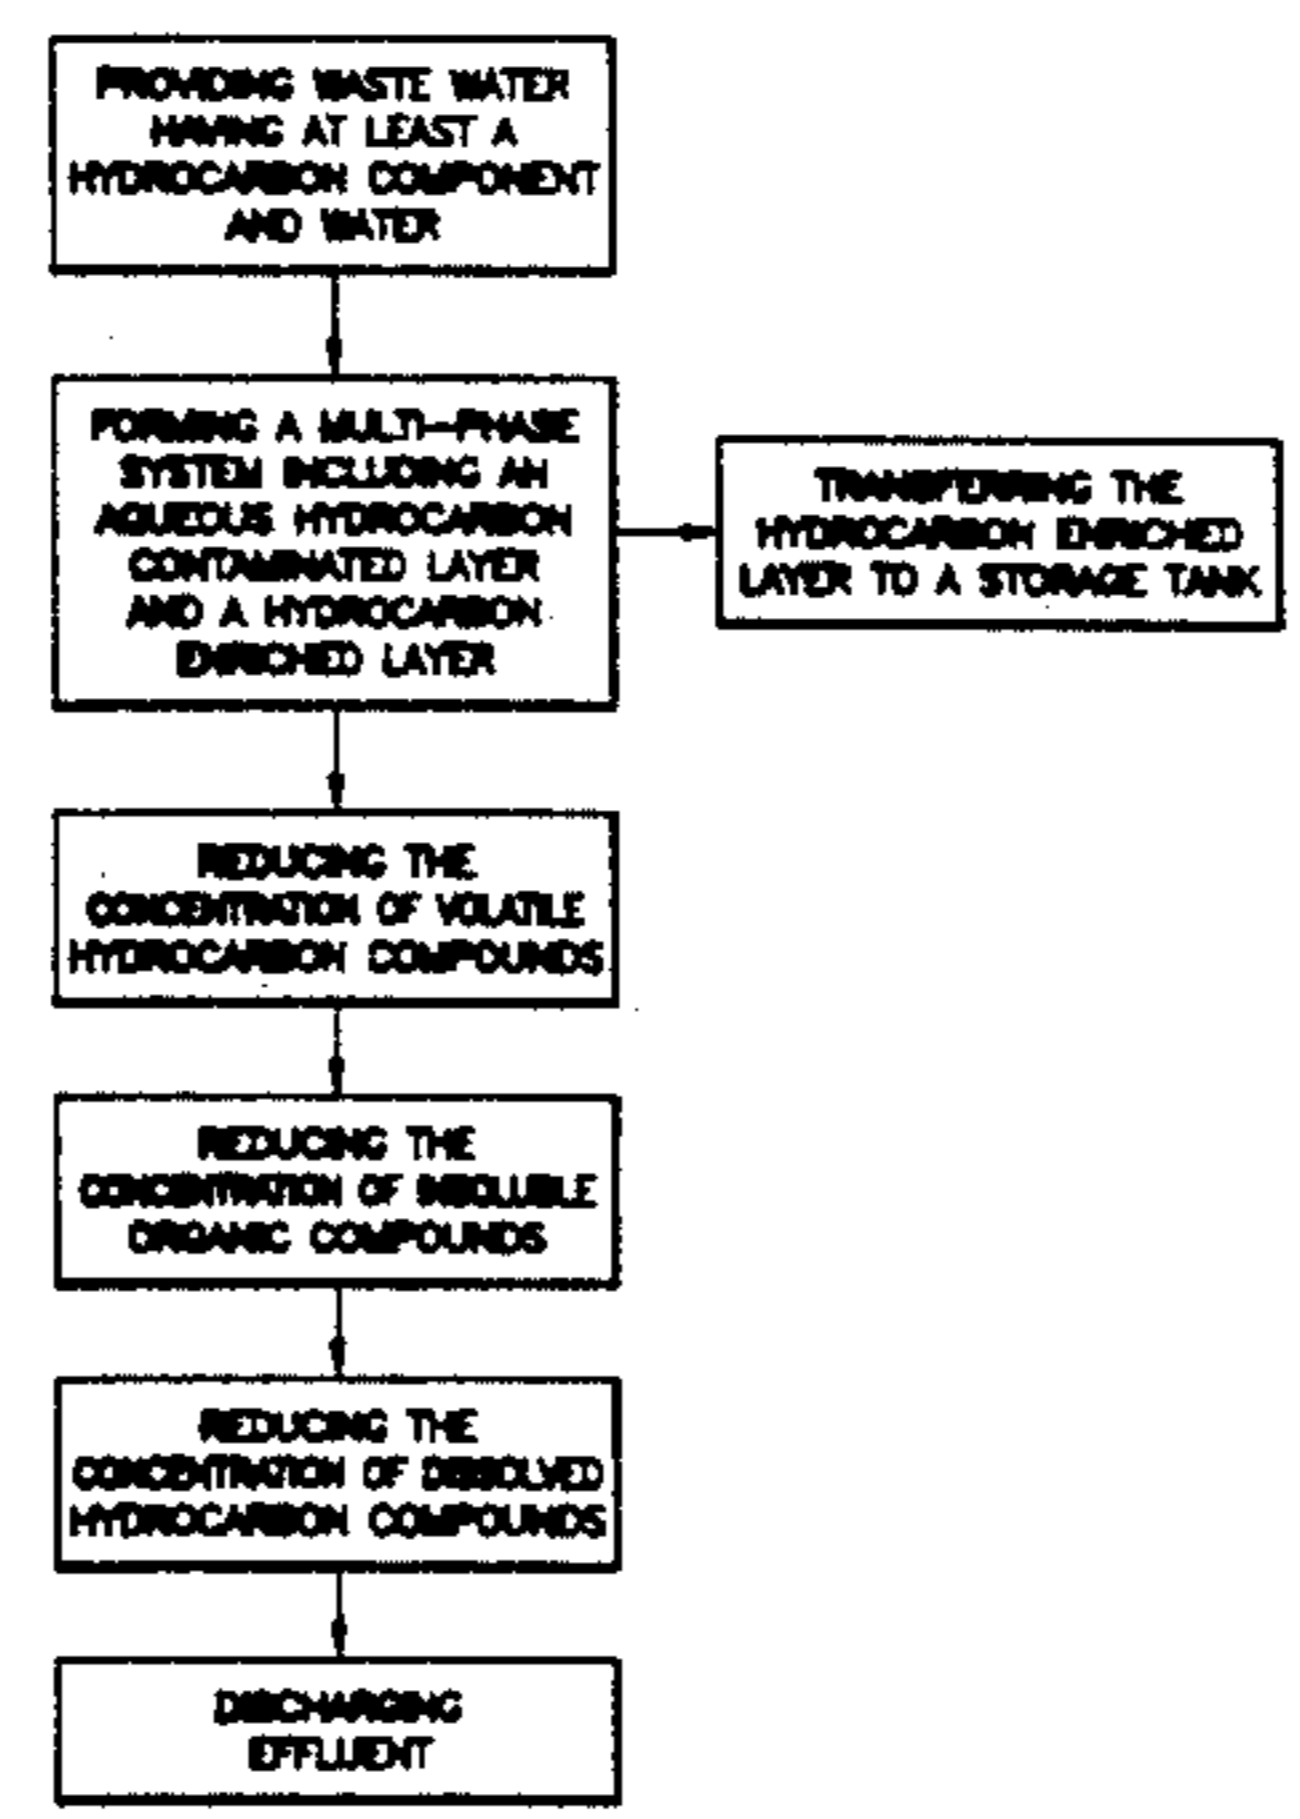 PROVIDING WASTE WATER
HAVING AT LEAST A
HYDROCARBON COMPONENT
AND WATER
FORMING A MULTI-PHASE
SYSTEM INCLUDING AN
AQUEOUS HYDROCARBON
CONTAMINATED LAYER
AND A HYDROCARBON
ENRICHED LAYER
TRANSFERRING THE
HYDROCARBON ENRICHED
LAYER TO A STORAGE TANK
REDUCING THE
CONCENTRATION OF VOLATILE
HYDROCARBON COMPOUNDS
REDUCING THE
CONCENTRATION OF INSOLUBLE
ORGANIC COMPOUNDS
REDUCING THE
CONCENTRATION OF DISSOLVED
HYDROCARBON COMPOUNDS
DISCHARGING
EFFLUENT